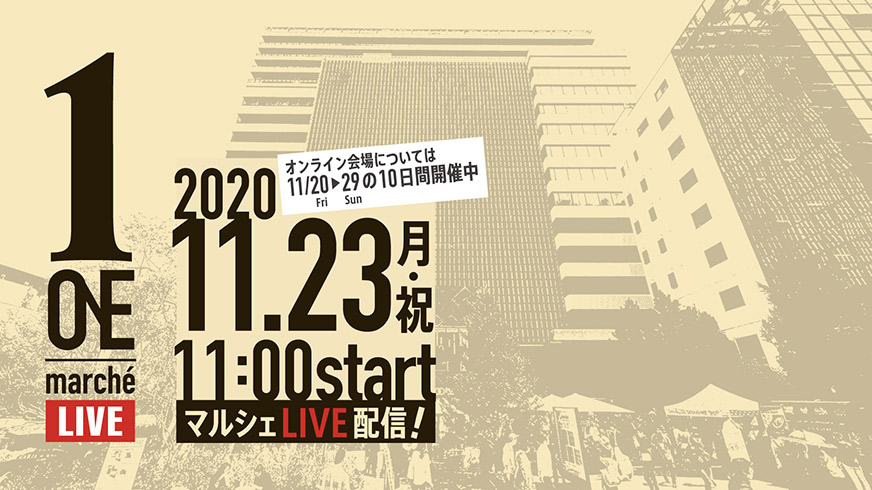 1
ONE
marché
LIVE
オンライン会場については
11/20▶29の10日間開催中
Fri Sun
2020
11.23月・祝
11:00start
マルシェLIVE配信!